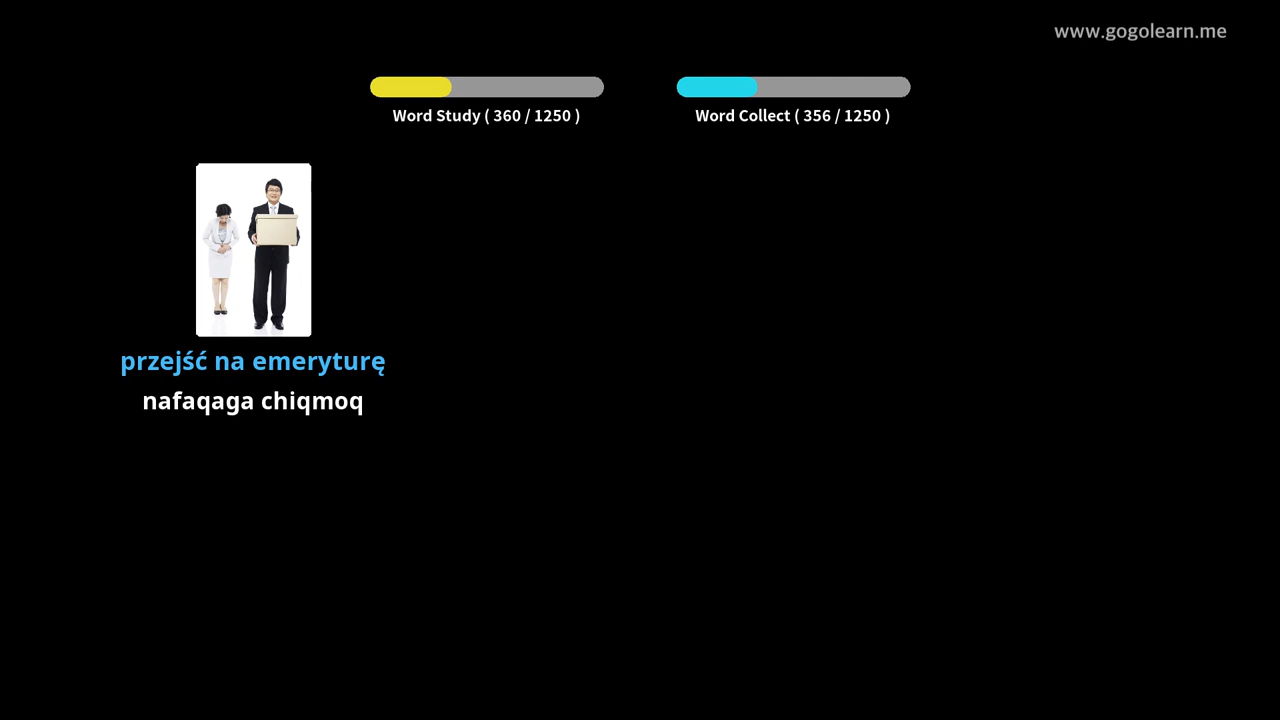 www.gogolearn.me
Word Study ( 360 / 1250 )
Word Collect ( 356 / 1250 )
przejść na emeryturę
nafaqaga chiqmoq